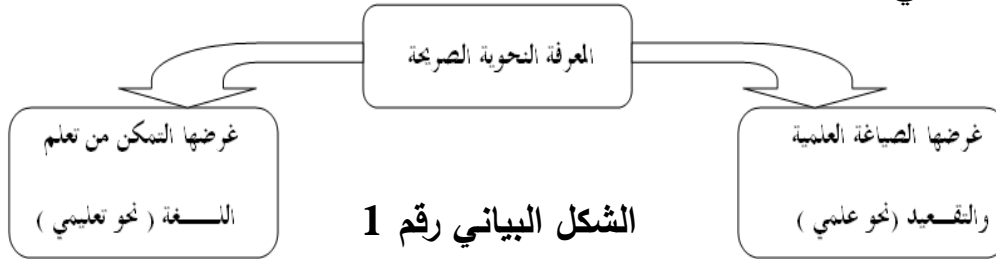 ي
المعرفة النحوية الصريحة
غرضها الصياغة العلمية
والتقـــعيد (نحو علمي )
غرضها التمكن من تعلم
اللـــــغة ( نحو تعليمي )
الشكل البياني رقم 1